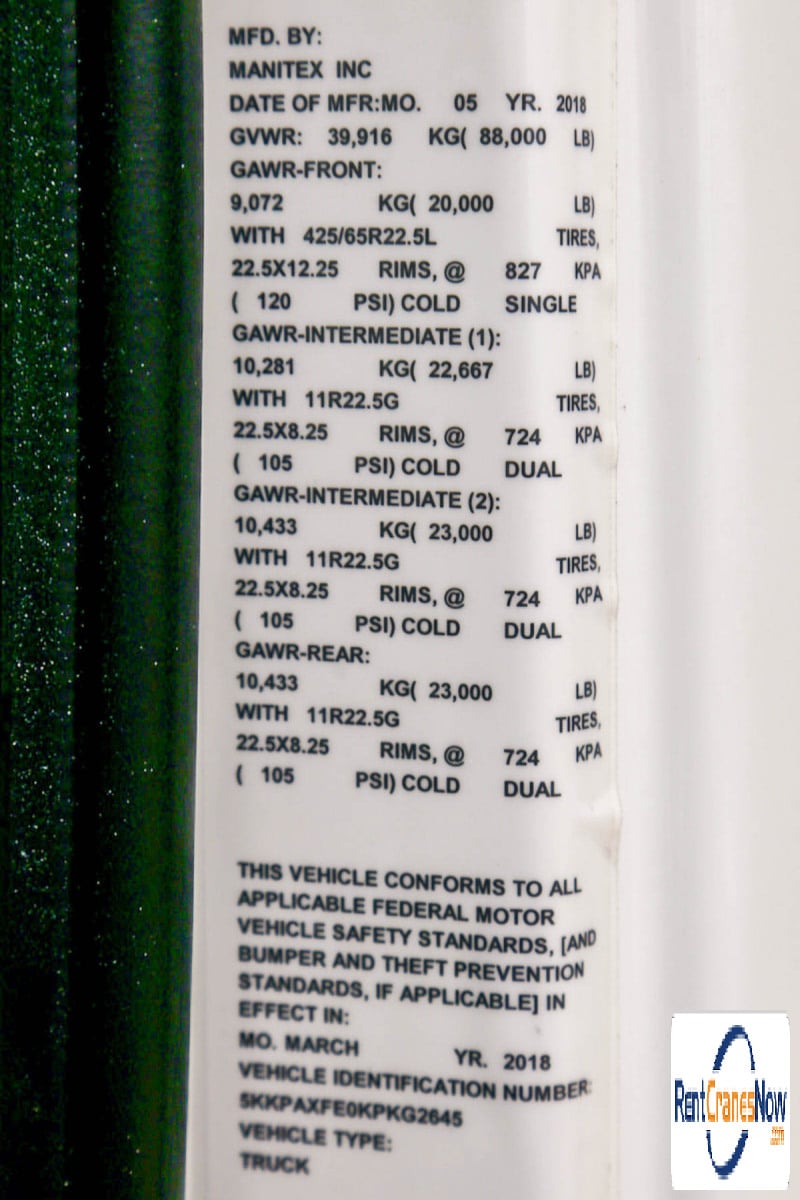 MFD. BY:
MANITEX INC
DATE OF MFR:MO. 05 YR. 2018
GVWR: 39,916 KG( 88,000 LB)
GAWR-FRONT:
9,072 KG( 20,000 LB)
WITH 425/65R22.5L TIRES,
22.5X12.25 RIMS, @ 827 KPA
( 120 PSI) COLD SINGLE
GAWR-INTERMEDIATE (1):
10,281 KG( 22,667 LB)
WITH 11R22.5G TIRES,
22.5X8.25 RIMS, @ 724 KPA
( 105 PSI) COLD DUAL
GAWR-INTERMEDIATE (2):
10,433 KG( 23,000 LB)
WITH 11R22.5G TIRES,
22.5X8.25 RIMS, @ 724 KPA
( 105 PSI) COLD DUAL
GAWR-REAR:
10,433 KG( 23,000 LB)
WITH 11R22.5G TIRES,
22.5X8.25 RIMS, @ 724 KPA
( 105 PSI) COLD DUAL
THIS VEHICLE CONFORMS TO ALL
APPLICABLE FEDERAL MOTOR
VEHICLE SAFETY STANDARDS, [AND
BUMPER AND THEFT PREVENTION
STANDARDS, IF APPLICABLE] IN
EFFECT IN:
MO. MARCH YR. 2018
VEHICLE IDENTIFICATION NUMBER:
5KKPAXFE0KPKG2645
VEHICLE TYPE:
TRUCK
RentCranesNow